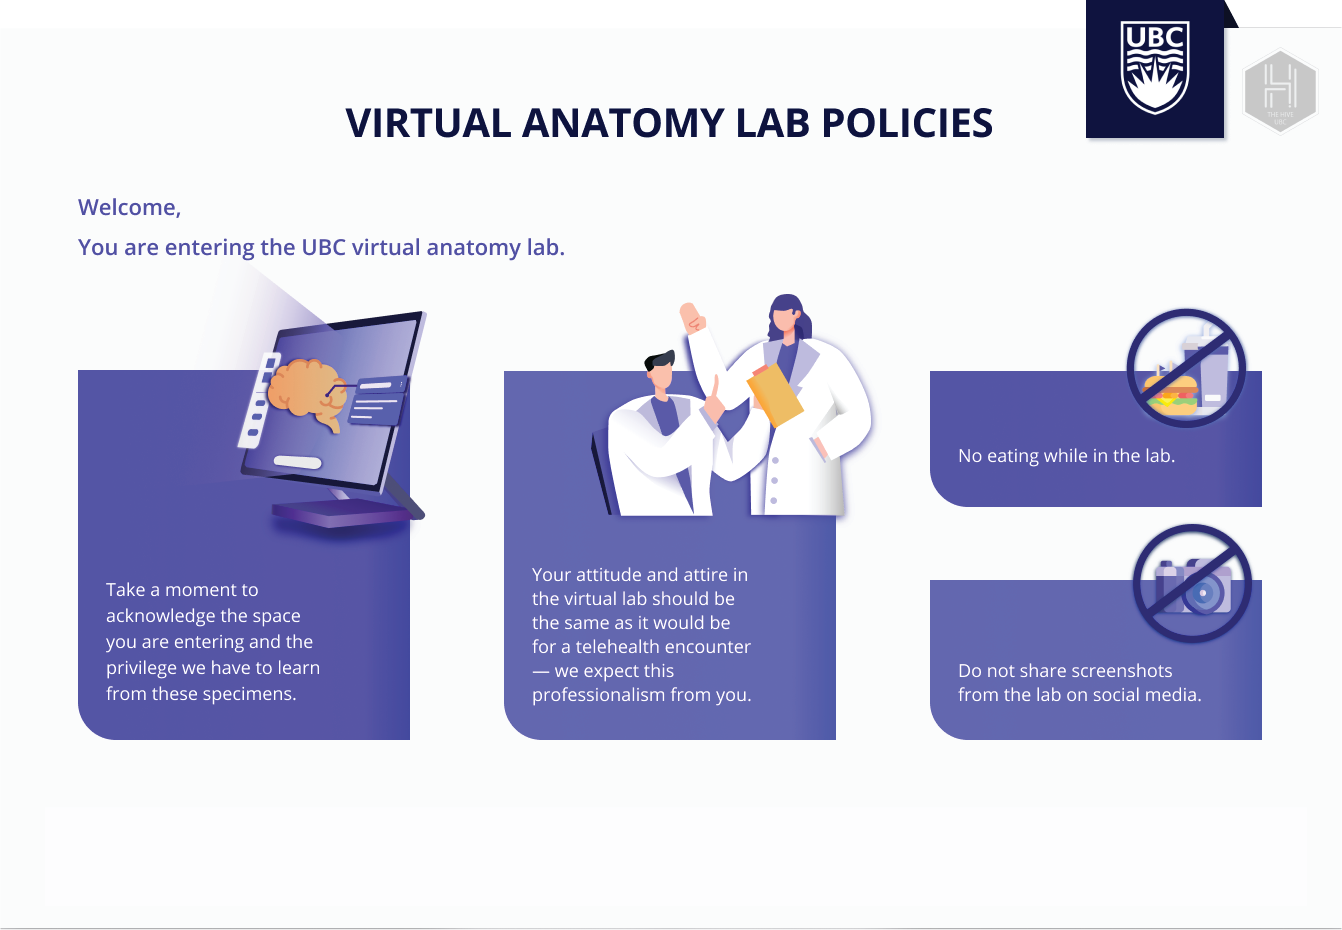 UBC
THE HIVE
UBC
VIRTUAL ANATOMY LAB POLICIES
Welcome,
You are entering the UBC virtual anatomy lab.
Take a moment to
acknowledge the space
you are entering and the
privilege we have to learn
from these specimens.
Your attitude and attire in
the virtual lab should be
the same as it would be
for a telehealth encounter
— we expect this
professionalism from you.
No eating while in the lab.
Do not share screenshots
from the lab on social media.